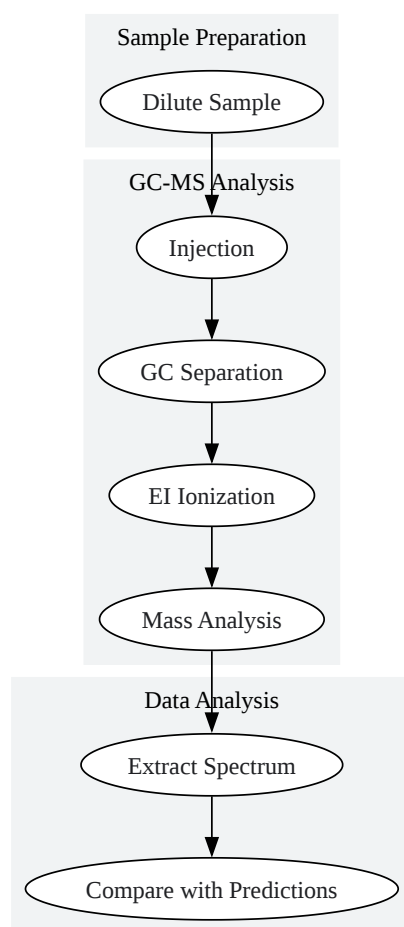 Sample Preparation
Dilute Sample
GC-MS Analysis
Injection
GC Separation
EI Ionization
Mass Analysis
Data Analysis
Extract Spectrum
Compare with Predictions